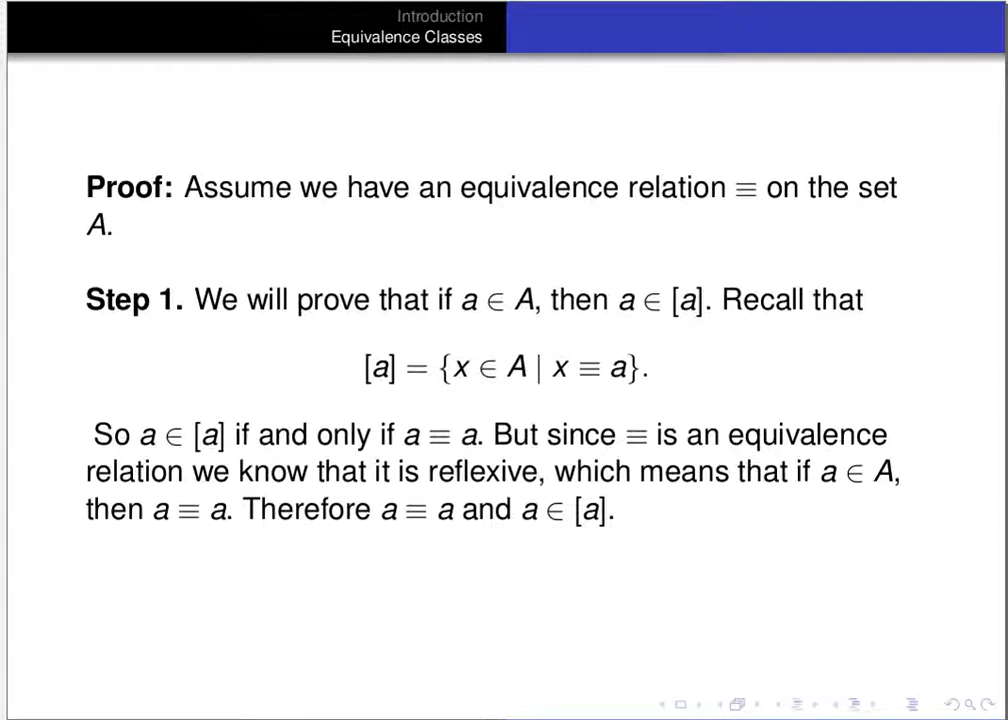 Introduction
Equivalence Classes
Proof: Assume we have an equivalence relation ≡ on the set
A.
Step 1. We will prove that if a ∈ A, then a ∈ [a]. Recall that
[a] = {x ∈ A | x ≡ a}.
So a ∈ [a] if and only if a ≡ a. But since ≡ is an equivalence
relation we know that it is reflexive, which means that if a ∈ A,
then a ≡ a. Therefore a ≡ a and a ∈ [a].